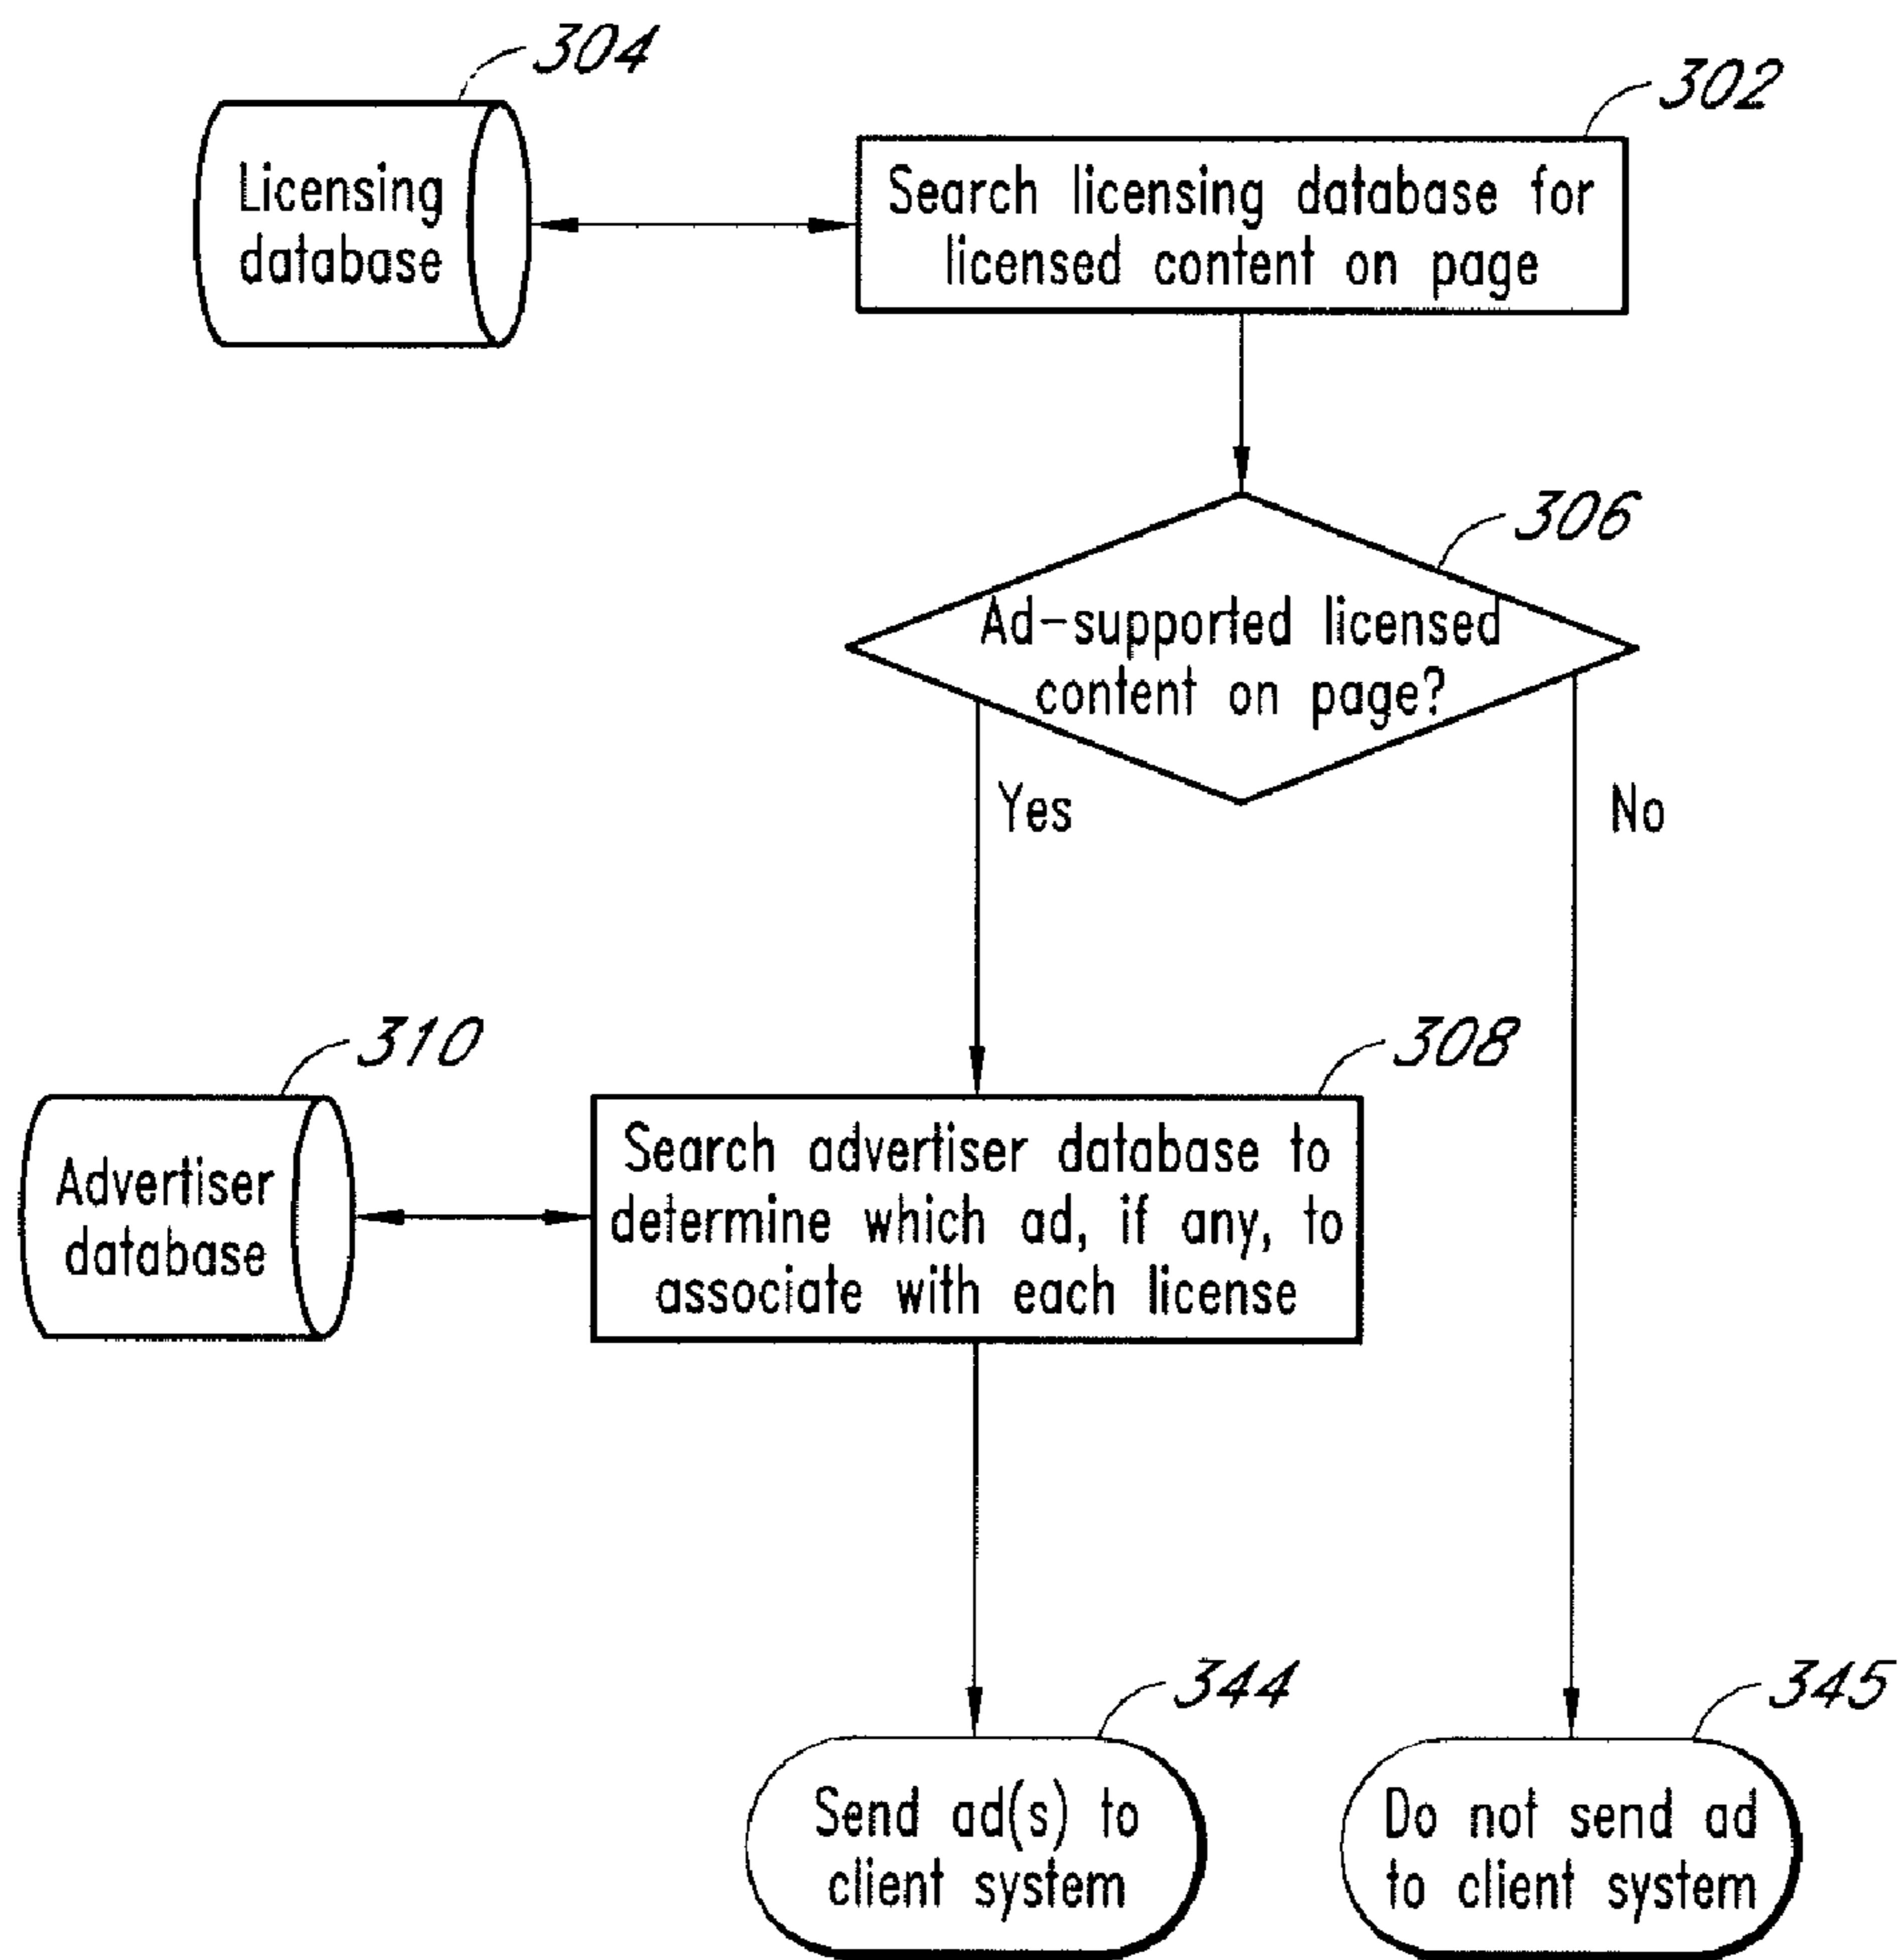 304
302
Licensing
database
Search licensing database for
licensed content on page
306
Ad-supported licensed
content on page?
Yes
No
310
308
Advertiser
database
Search advertiser database to
determine which ad, if any, to
associate with each license
344
345
Send ad(s) to
client system
Do not send ad
to client system